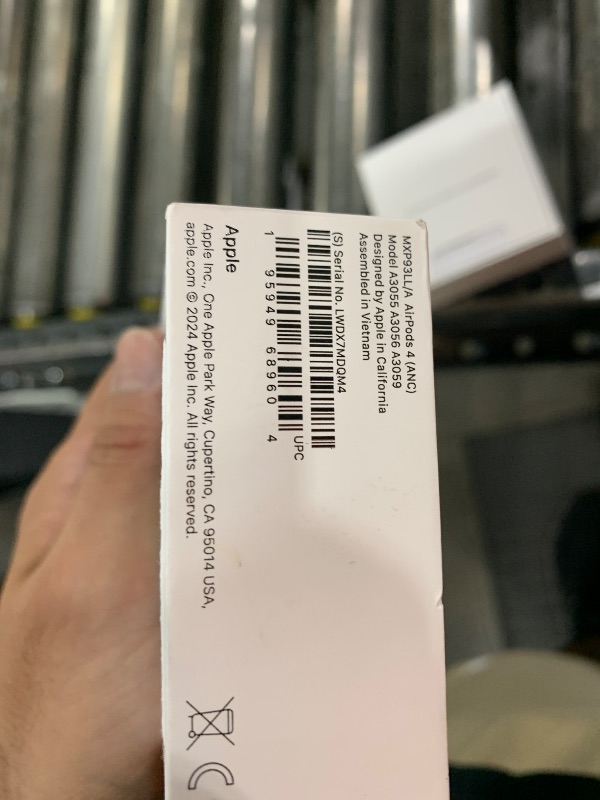 MXP93LL/A AirPods 4 (ANC)
Model A3055 A3056 A3059
Designed by Apple in California
Assembled in Vietnam
(S) Serial No. LWDX7MDQM4
UPC
1 95949 68960 4
Apple
Apple Inc., One Apple Park Way, Cupertino, CA 95014 USA,
apple.com © 2024 Apple Inc. All rights reserved.